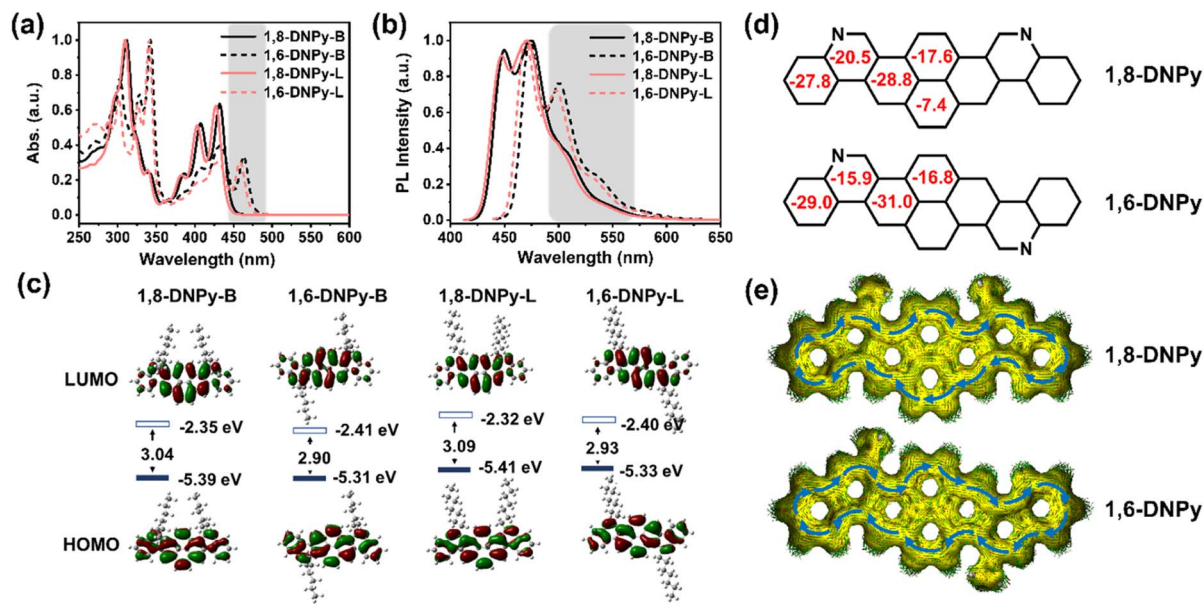 (a)
1.0
0.8
0.6
0.4
0.2
0.0
Abs. (a.u.)
250 300 350 400 450 500 550 600
Wavelength (nm)
1,8-DNPy-B
1,6-DNPy-B
1,8-DNPy-L
1,6-DNPy-L
(b)
1.0
0.8
0.6
0.4
0.2
0.0
PL Intensity (a.u.)
400 450 500 550 600 650
Wavelength (nm)
1,8-DNPy-B
1,6-DNPy-B
1,8-DNPy-L
1,6-DNPy-L
(c)
1,8-DNPy-B 1,6-DNPy-B 1,8-DNPy-L 1,6-DNPy-L
LUMO
-2.35 eV -2.41 eV -2.32 eV -2.40 eV
3.04 2.90 3.09 2.93
-5.39 eV -5.31 eV -5.41 eV -5.33 eV
HOMO
(d)
N N
-20.5 -17.6
-27.8 -28.8
-7.4
1,8-DNPy
N
-15.9 -16.8
-29.0 -31.0
N
1,6-DNPy
(e)
1,8-DNPy
1,6-DNPy